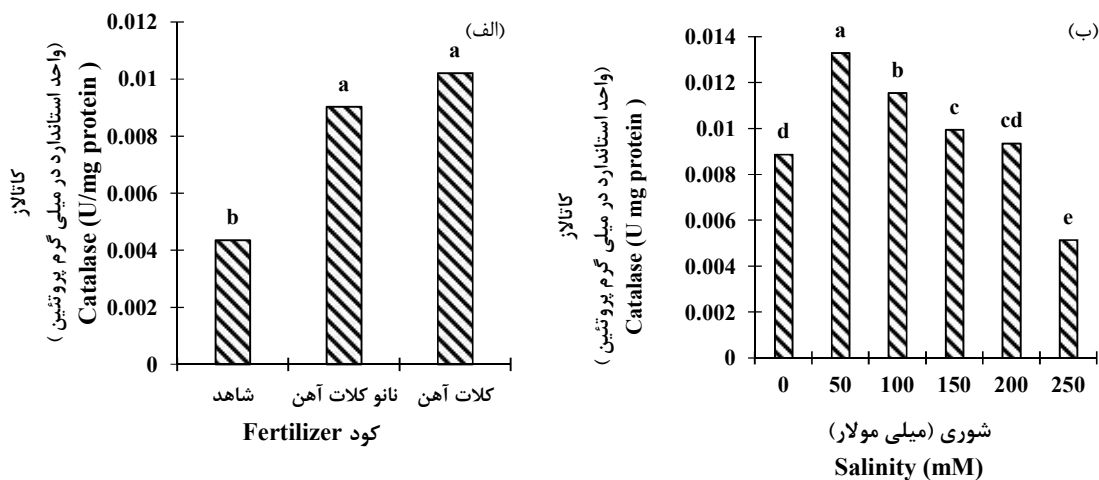 (الف)
کاتالاز
(واحد استاندارد در میلی گرم پروتئین )
Catalase (U/mg protein )
0.012
0.01
0.008
0.006
0.004
0.002
0
b
a
a
شاهد
نانو کلات آهن
کلات آهن
کود Fertilizer
(ب)
کاتالاز
(واحد استاندارد در میلی گرم پروتئین )
Catalase (U mg protein )
0.014
0.012
0.01
0.008
0.006
0.004
0.002
0
d
a
b
c
cd
e
0 50 100 150 200 250
شوری (میلی مولار)
Salinity (mM)